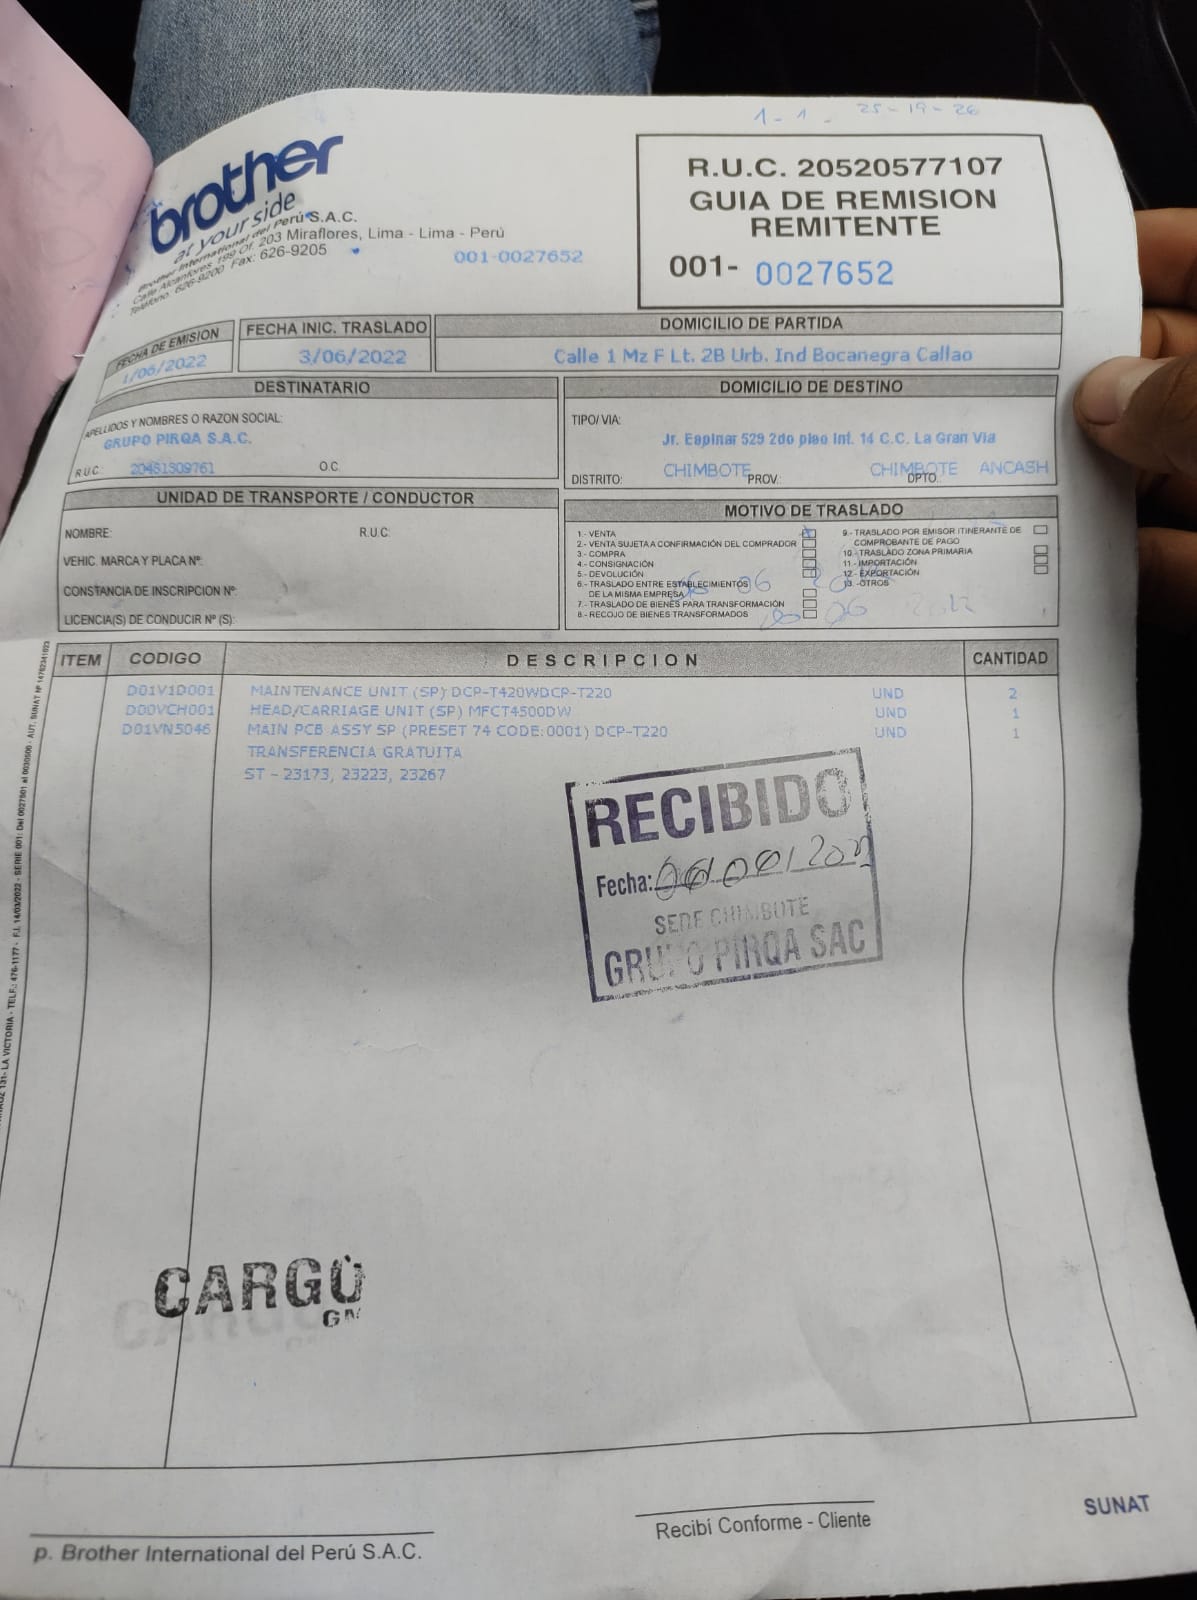 1 - 1 - 25 - 19 - 26
brother
at your side
Brother International del Perú S.A.C.
Calle Alcanfores 199 Of. 203 Miraflores, Lima - Lima - Perú
Teléfono: 626-9200 Fax: 626-9205
001-0027652
R.U.C. 20520577107
GUIA DE REMISION
REMITENTE
001- 0027652
FECHA DE EMISION
1/06/2022
FECHA INIC. TRASLADO
3/06/2022
DOMICILIO DE PARTIDA
Calle 1 Mz F Lt. 2B Urb. Ind Bocanegra Callao
DESTINATARIO
APELLIDOS Y NOMBRES O RAZON SOCIAL:
GRUPO PIRQA S.A.C.
R.U.C.: 20481309761 O.C.
DOMICILIO DE DESTINO
TIPO/ VIA:
Jr. Espinar 529 2do piso Int. 14 C.C. La Gran Via
DISTRITO: CHIMBOTE PROV.: CHIMBOTE DPTO.: ANCASH
UNIDAD DE TRANSPORTE / CONDUCTOR
NOMBRE: R.U.C:
VEHIC. MARCA Y PLACA Nº:
CONSTANCIA DE INSCRIPCION Nº:
LICENCIA(S) DE CONDUCIR Nº (S):
MOTIVO DE TRASLADO
1.- VENTA
2.- VENTA SUJETA A CONFIRMACIÓN DEL COMPRADOR
3.- COMPRA
4.- CONSIGNACIÓN
5.- DEVOLUCIÓN
6.- TRASLADO ENTRE ESTABLECIMIENTOS
DE LA MISMA EMPRESA
7.- TRASLADO DE BIENES PARA TRANSFORMACIÓN
8.- RECOJO DE BIENES TRANSFORMADOS
9.- TRASLADO POR EMISOR ITINERANTE DE
COMPROBANTE DE PAGO
10.- TRASLADO ZONA PRIMARIA
11.- IMPORTACIÓN
12.- EXPORTACIÓN
13.- OTROS
ITEM CODIGO DESCRIPCION CANTIDAD
D01V1D001 MAINTENANCE UNIT (SP) DCP-T420WDCP-T220 UND 2
D00VCH001 HEAD/CARRIAGE UNIT (SP) MFCT4500DW UND 1
D01VN5046 MAIN PCB ASSY SP (PRESET 74 CODE:0001) DCP-T220 UND 1
TRANSFERENCIA GRATUITA
ST - 23173, 23223, 23267
RECIBIDO
Fecha:
SEDE CHIMBOTE
GRUPO PIRQA SAC
CARGO
p. Brother International del Perú S.A.C.
Recibí Conforme - Cliente
SUNAT